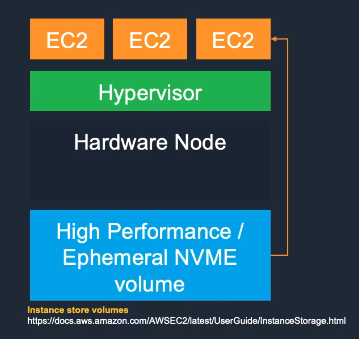 EC2 EC2 EC2
Hypervisor
Hardware Node
High Performance /
Ephemeral NVME
volume
Instance store volumes
https://docs.aws.amazon.com/AWSEC2/latest/UserGuide/InstanceStorage.html